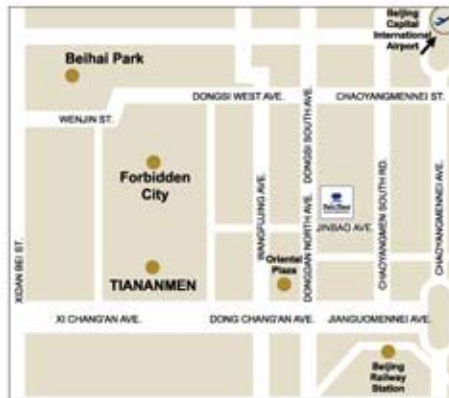 Beijing
Capital
International
Airport
Beihai Park
DONGSI WEST AVE.
CHAOYANGMENNEI ST.
WENJIN ST.
DONGSI SOUTH AVE.
Forbidden
City
WANGFUJING AVE.
JINBAO AVE.
CHAOYANGMEN SOUTH RD.
CHAOYANGMENNEI AVE.
XIDAN BEI ST.
DONGDAN NORTH AVE.
Oriental
Plaza
TIANANMEN
XI CHANG'AN AVE.
DONG CHANG'AN AVE.
JIANGUOMENNEI AVE.
Beijing
Railway
Station